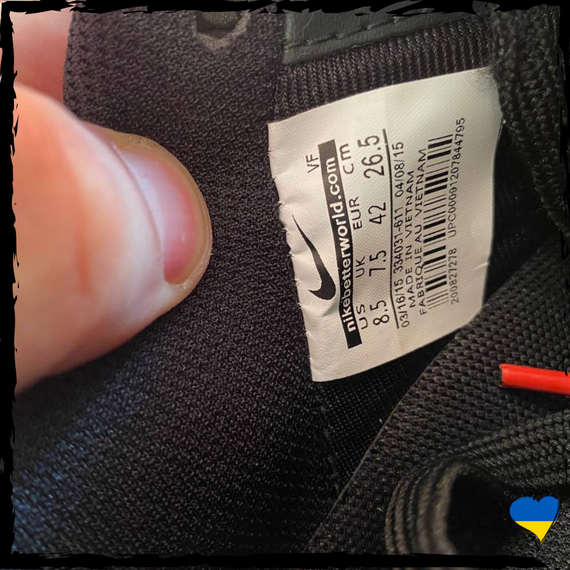 VF
nikebetterworld.com
US UK EUR cm
8.5 7.5 42 26.5
03/16/15 334031-611 04/08/15
MADE IN VIETNAM
FABRIQUE AU VIETNAM
200827278 UPC00091207844795